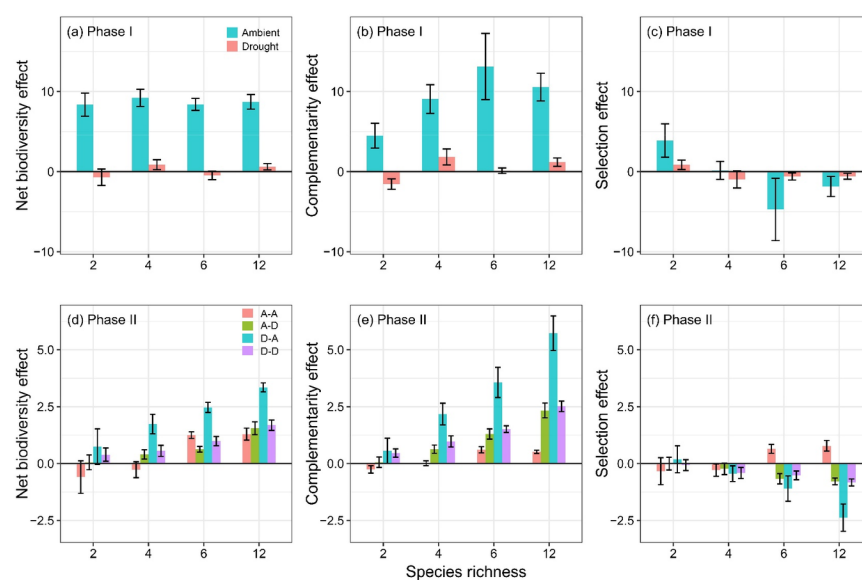 (a) Phase I
Ambient
Drought
Net biodiversity effect
10
0
−10
2 4 6 12
(b) Phase I
Complementarity effect
10
0
−10
2 4 6 12
(c) Phase I
Selection effect
10
0
−10
2 4 6 12
(d) Phase II
A-A
A-D
D-A
D-D
Net biodiversity effect
5.0
2.5
0.0
−2.5
2 4 6 12
(e) Phase II
Complementarity effect
5.0
2.5
0.0
−2.5
2 4 6 12
(f) Phase II
Selection effect
5.0
2.5
0.0
−2.5
2 4 6 12
Species richness